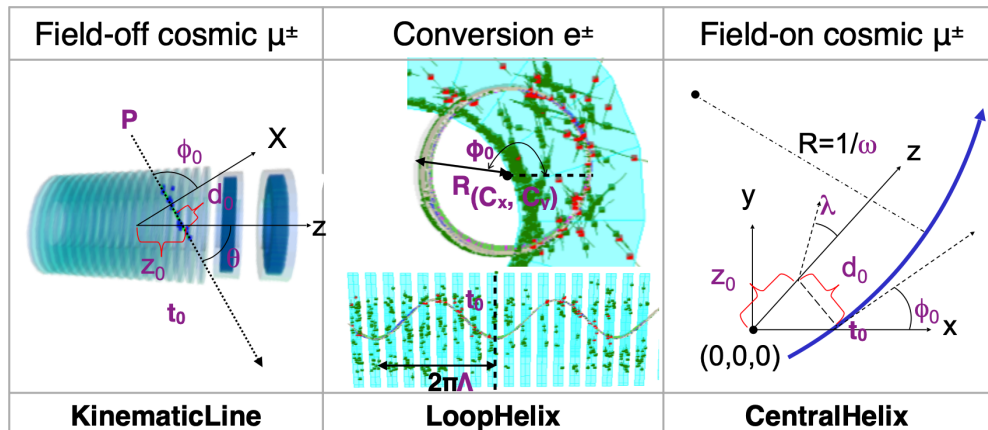 Field-off cosmic μ±
Conversion e±
Field-on cosmic μ±
P
ϕ0
X
d0
z
z0
θ
t0
Φ0
R
(Cx, Cy)
t0
2πΛ
R=1/ω
z
y
λ
z0
d0
ϕ0
t0
x
(0,0,0)
KinematicLine
LoopHelix
CentralHelix